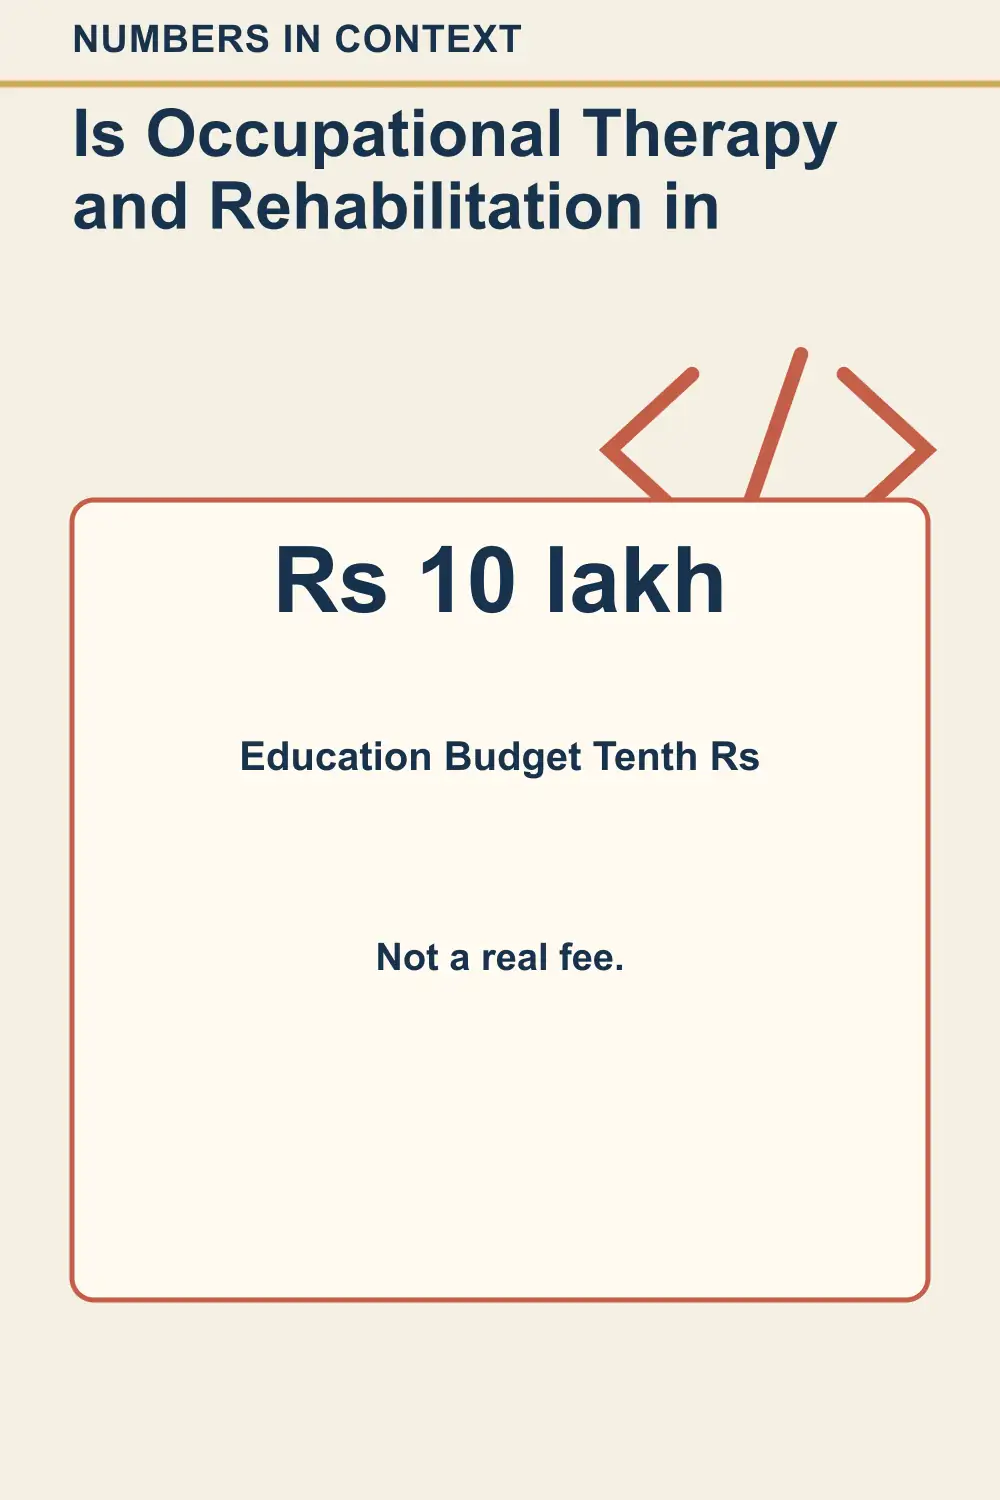 NUMBERS IN CONTEXT
Is Occupational Therapy
and Rehabilitation in
Rs 10 lakh
Education Budget Tenth Rs
Not a real fee.